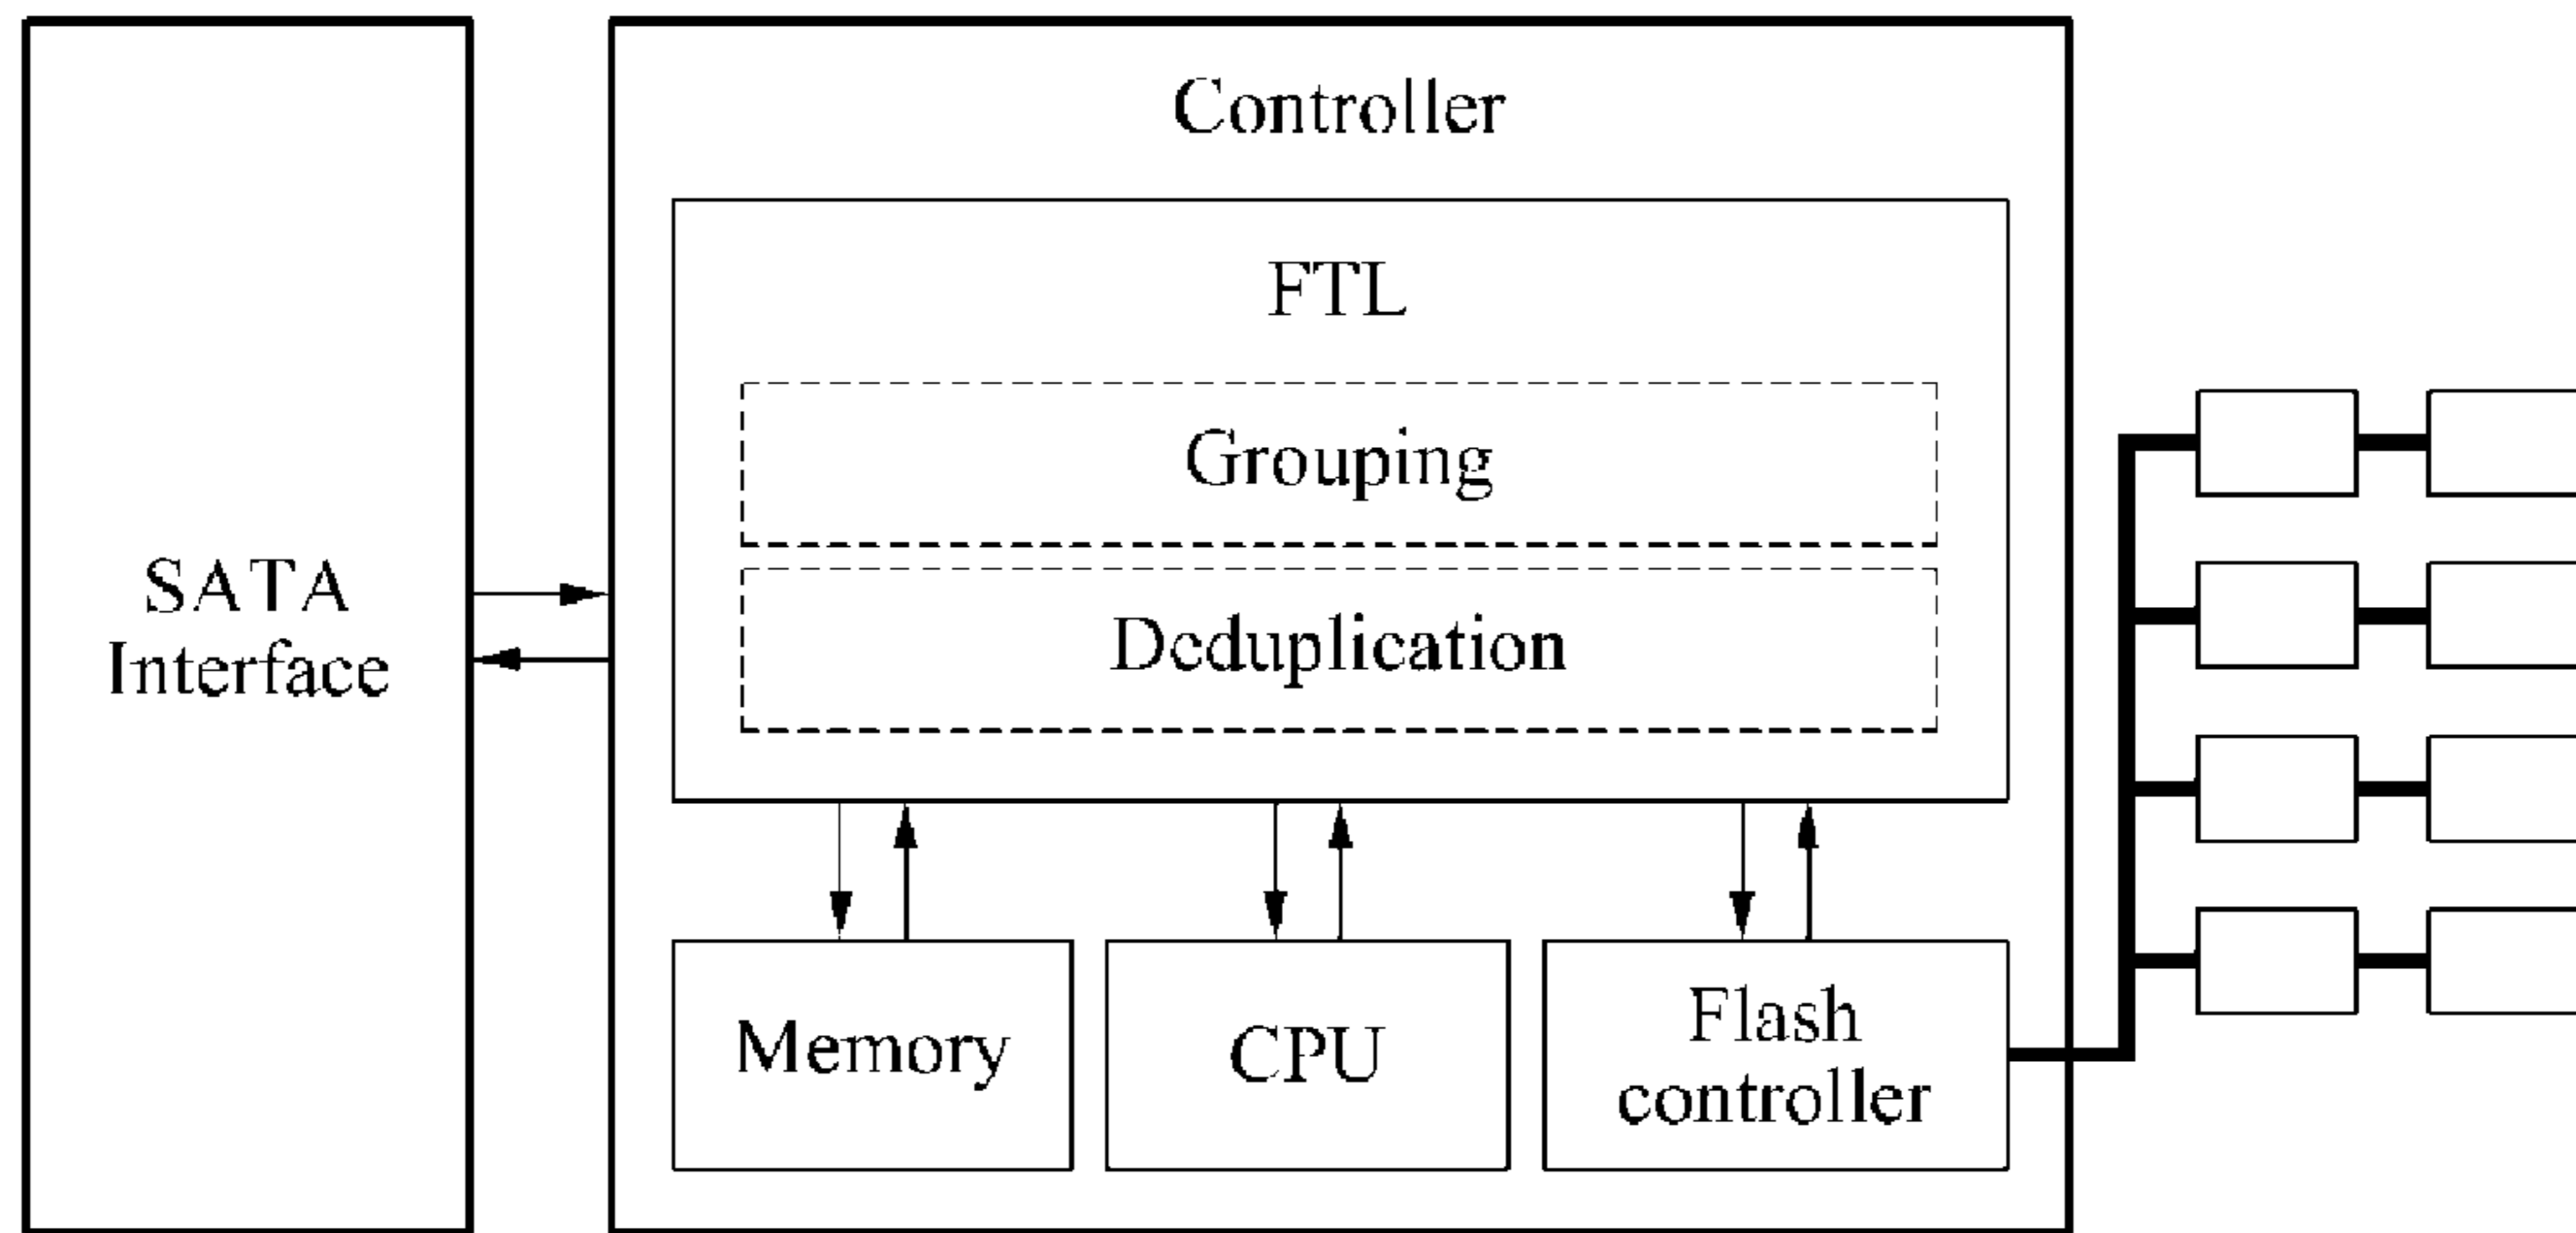 Controller
FTL
Grouping
Deduplication
SATA
Interface
Memory
CPU
Flash
controller